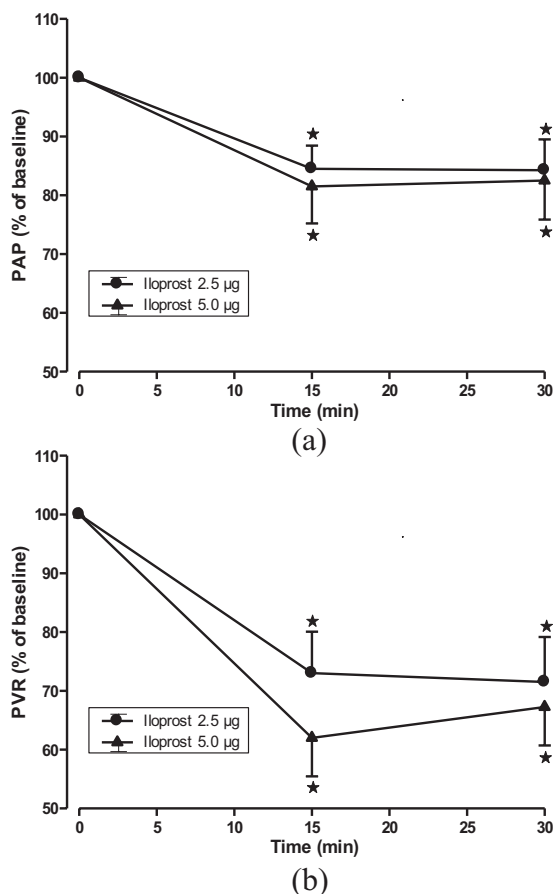 110
100
90
80
70
60
50
PAP (% of baseline)
Iloprost 2.5 µg
Iloprost 5.0 µg
0 5 10 15 20 25 30
Time (min)
(a)
110
100
90
80
70
60
50
PVR (% of baseline)
Iloprost 2.5 µg
Iloprost 5.0 µg
0 5 10 15 20 25 30
Time (min)
(b)